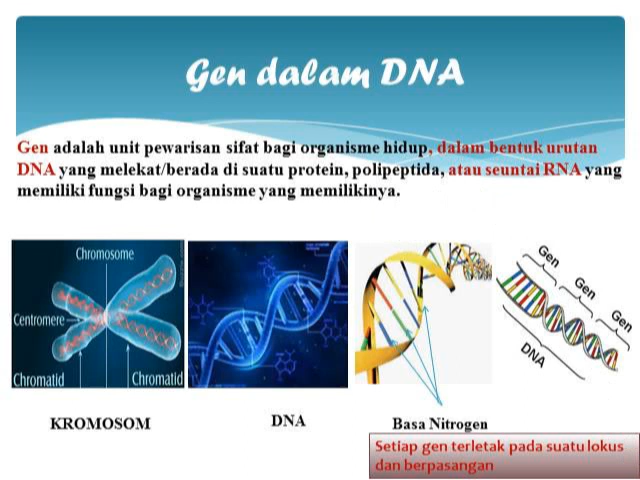 Gen dalam DNA
Gen adalah unit pewarisan sifat bagi organisme hidup, dalam bentuk urutan
DNA yang melekat/berada di suatu protein, polipeptida, atau seuntai RNA yang
memiliki fungsi bagi organisme yang memilikinya.
Chromosome
Centromere
Chromatid
Chromatid
Gen
Gen
Gen
DNA
KROMOSOM
DNA
Basa Nitrogen
Setiap gen terletak pada suatu lokus
dan berpasangan